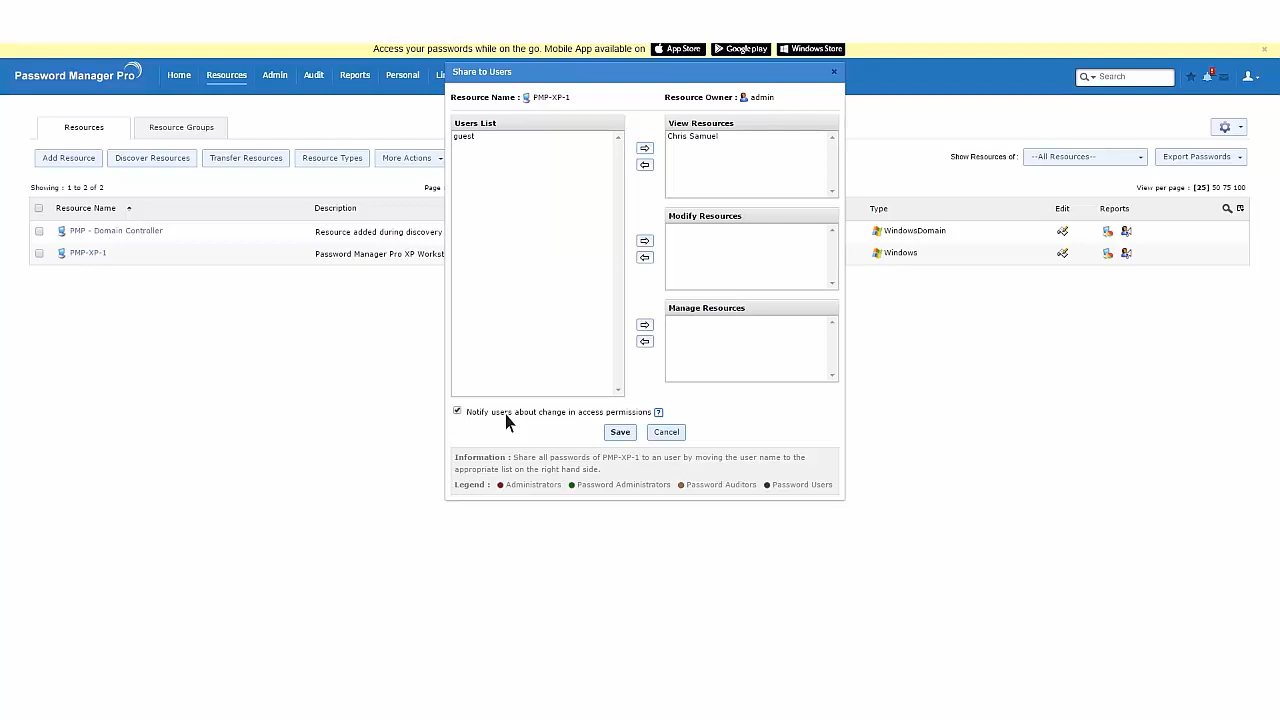 Access your passwords while on the go. Mobile App available on App Store Google play Windows Store ×
Password Manager Pro Home Resources Admin Audit Reports Personal Search
Share to Users ×
Resource Name : PMP-XP-1 Resource Owner : admin
Users List
guest
View Resources
Chris Samuel
Modify Resources
Manage Resources
Notify users about change in access permissions ?
Save Cancel
Information : Share all passwords of PMP-XP-1 to an user by moving the user name to the
appropriate list on the right hand side.
Legend : Administrators Password Administrators Password Auditors Password Users
Resources Resource Groups
Add Resource Discover Resources Transfer Resources Resource Types More Actions Show Resources of : --All Resources-- Export Passwords
Showing : 1 to 2 of 2 Page View per page : [25] 50 75 100
Resource Name Description Type Edit Reports
PMP - Domain Controller Resource added during discovery WindowsDomain
PMP-XP-1 Password Manager Pro XP Workst Windows